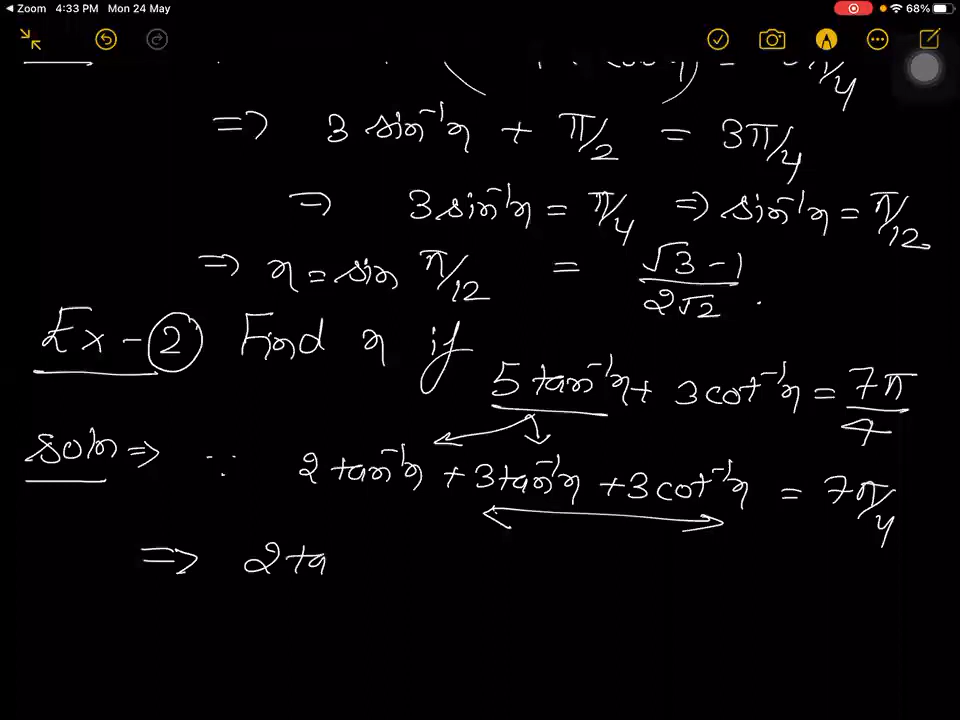 Zoom 4:33 PM Mon 24 May 68%
=> 3 sin⁻¹x + π/2 = 3π/4
=> 3 sin⁻¹x = π/4 => sin⁻¹x = π/12
=> x = sin π/12 = √3 - 1 / 2√2 .
Ex - 2 Find x if
5 tan⁻¹x + 3 cot⁻¹x = 7π/4
soln => ∵ 2 tan⁻¹x + 3 tan⁻¹x + 3 cot⁻¹x = 7π/4
=> 2 ta